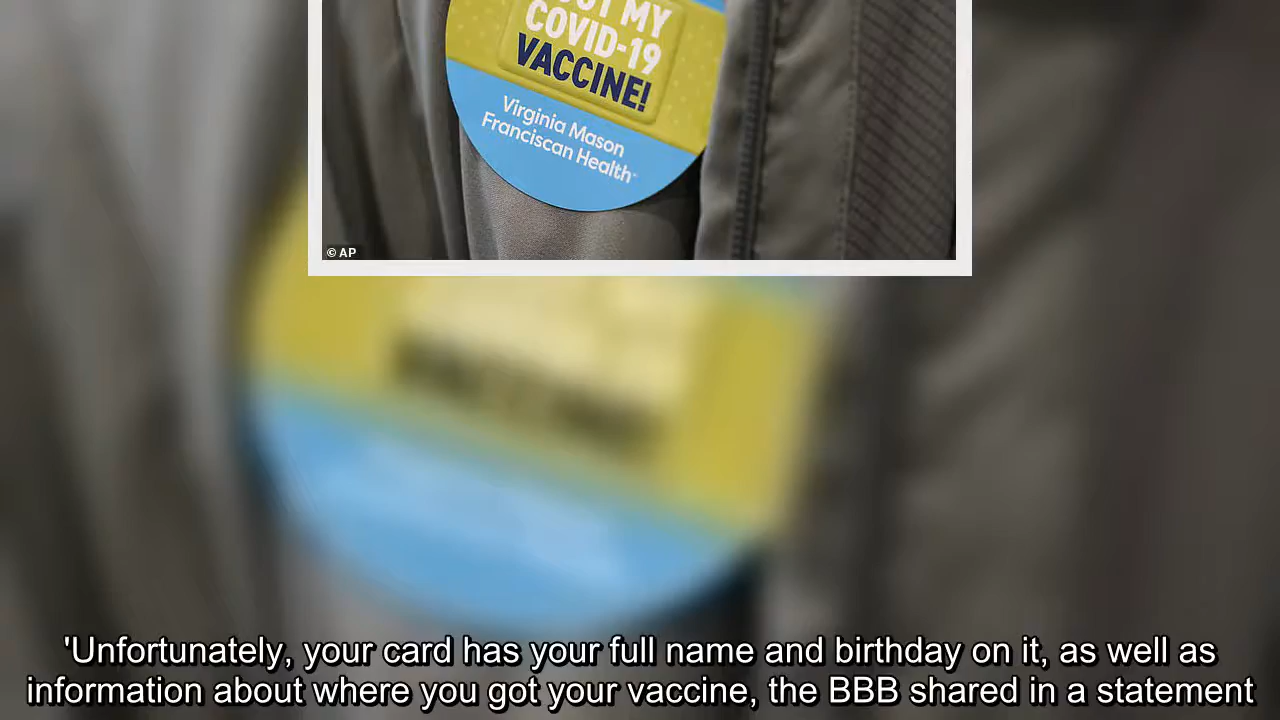 MY
COVID-19
VACCINE!
Virginia Mason
Franciscan Health
© AP
'Unfortunately, your card has your full name and birthday on it, as well as
information about where you got your vaccine, the BBB shared in a statement